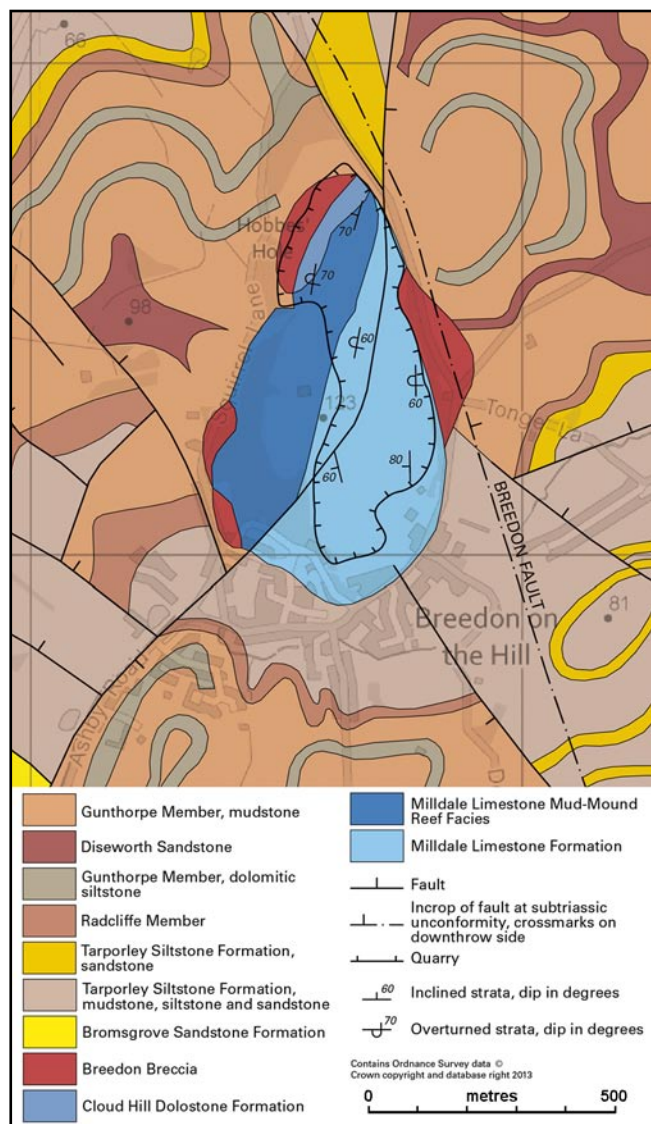 66
Hobbes'
Hole
70
70
98
Squirrel Lane
60
123
60
Tonge La
80
60
BREEDON FAULT
Breedon on
the Hill
81
Ashby Road
D
Gunthorpe Member, mudstone
Diseworth Sandstone
Gunthorpe Member, dolomitic
siltstone
Radcliffe Member
Tarporley Siltstone Formation,
sandstone
Tarporley Siltstone Formation,
mudstone, siltstone and sandstone
Bromsgrove Sandstone Formation
Breedon Breccia
Cloud Hill Dolostone Formation
Milldale Limestone Mud-Mound
Reef Facies
Milldale Limestone Formation
Fault
Incrop of fault at subtriassic
unconformity, crossmarks on
downthrow side
Quarry
60 Inclined strata, dip in degrees
70 Overturned strata, dip in degrees
Contains Ordnance Survey data ©
Crown copyright and database right 2013
0 metres 500